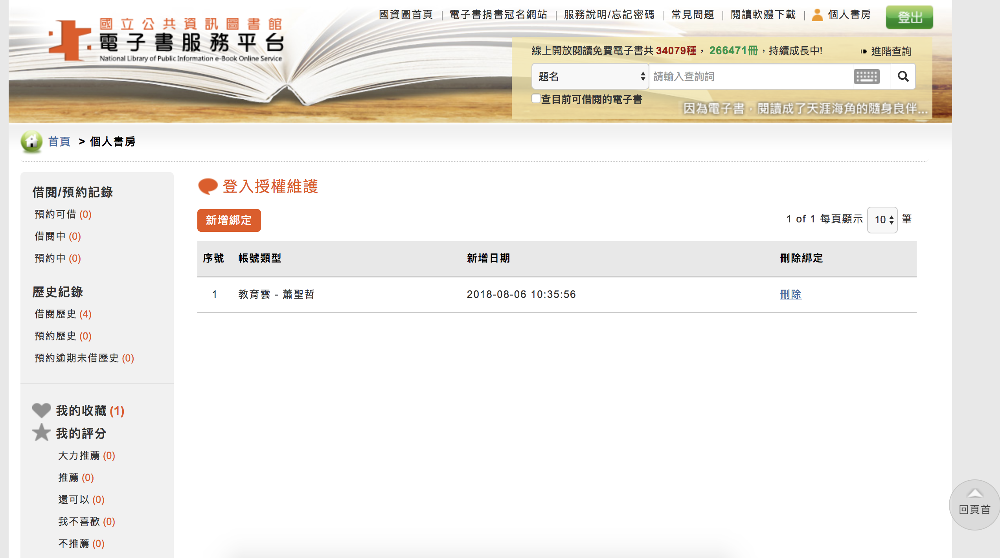 國資圖首頁 | 電子書捐書冠名網站 | 服務說明/忘記密碼 | 常見問題 | 閱讀軟體下載 | 個人書房 登出
國立公共資訊圖書館
電子書服務平台
National Library of Public Information e-Book Online Service
線上開放閱讀免費電子書共 34079種, 266471冊,持續成長中! 進階查詢
題名 請輸入查詢詞
查目前可借閱的電子書
因為電子書‧閱讀成了天涯海角的隨身良伴...
首頁 > 個人書房
借閱/預約記錄
預約可借 (0)
借閱中 (0)
預約中 (0)
歷史紀錄
借閱歷史 (4)
預約歷史 (0)
預約逾期未借歷史 (0)
我的收藏 (1)
我的評分
大力推薦 (0)
推薦 (0)
還可以 (0)
我不喜歡 (0)
不推薦 (0)
登入授權維護
新增綁定 1 of 1 每頁顯示 10 筆
序號 帳號類型 新增日期 刪除綁定
1 教育雲 - 蕭聖哲 2018-08-06 10:35:56 刪除
回頁首